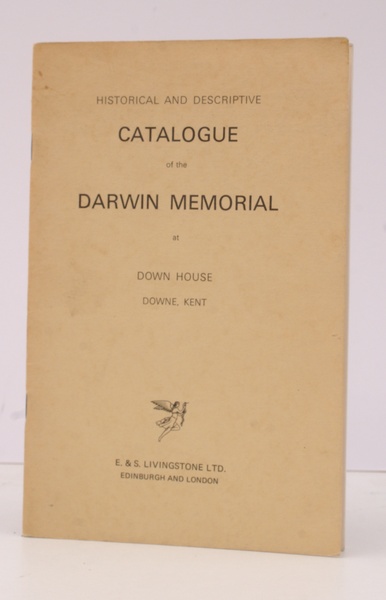 HISTORICAL AND DESCRIPTIVE
CATALOGUE
of the
DARWIN MEMORIAL
at
DOWN HOUSE
DOWNE, KENT
E. & S. LIVINGSTONE LTD.
EDINBURGH AND LONDON